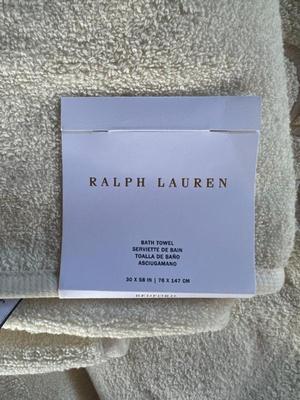 RALPH LAUREN
BATH TOWEL
SERVIETTE DE BAIN
TOALLA DE BAÑO
ASCIUGAMANO
30 X 58 IN | 76 X 147 CM